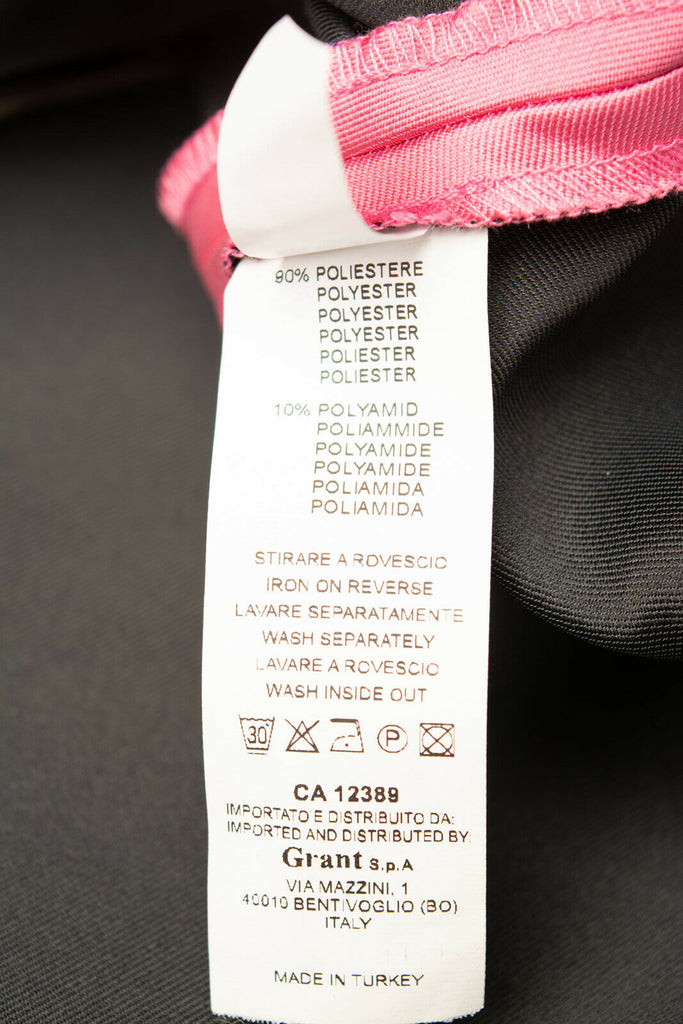 90% POLIESTERE
POLYESTER
POLYESTER
POLYESTER
POLIESTER
POLIESTER
10% POLYAMID
POLIAMMIDE
POLYAMIDE
POLYAMIDE
POLIAMIDA
POLIAMIDA
STIRARE A ROVESCIO
IRON ON REVERSE
LAVARE SEPARATAMENTE
WASH SEPARATELY
LAVARE A ROVESCIO
WASH INSIDE OUT
30 P
CA 12389
IMPORTATO E DISTRIBUITO DA:
IMPORTED AND DISTRIBUTED BY:
Grant S.p.A
VIA MAZZINI, 1
40010 BENTIVOGLIO (BO)
ITALY
MADE IN TURKEY